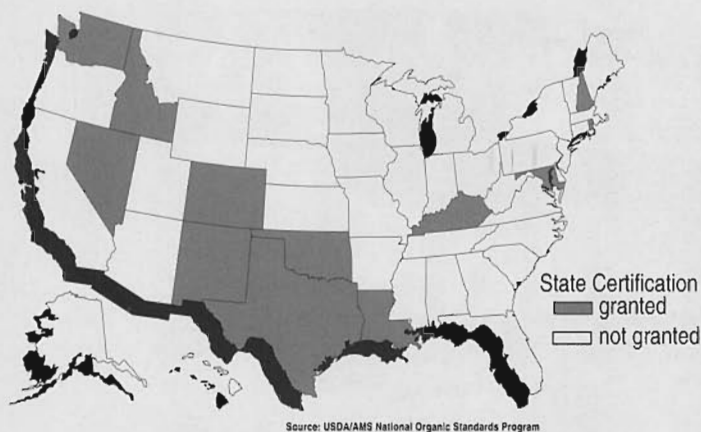 State Certification
granted
not granted
Source: USDA/AMS National Organic Standards Program